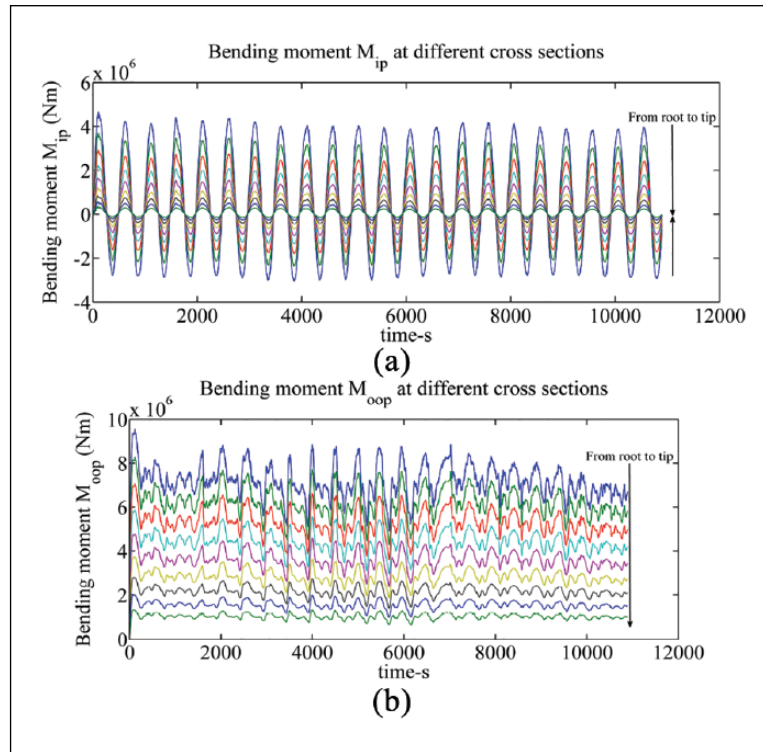 Bending moment M_ip at different cross sections
x 10^6
Bending moment M_ip (Nm)
6
4
2
0
-2
-4
From root to tip
0 2000 4000 6000 8000 10000 12000
time-s
(a)
Bending moment M_oop at different cross sections
x 10^6
Bending moment M_oop (Nm)
10
8
6
4
2
0
From root to tip
0 2000 4000 6000 8000 10000 12000
time-s
(b)